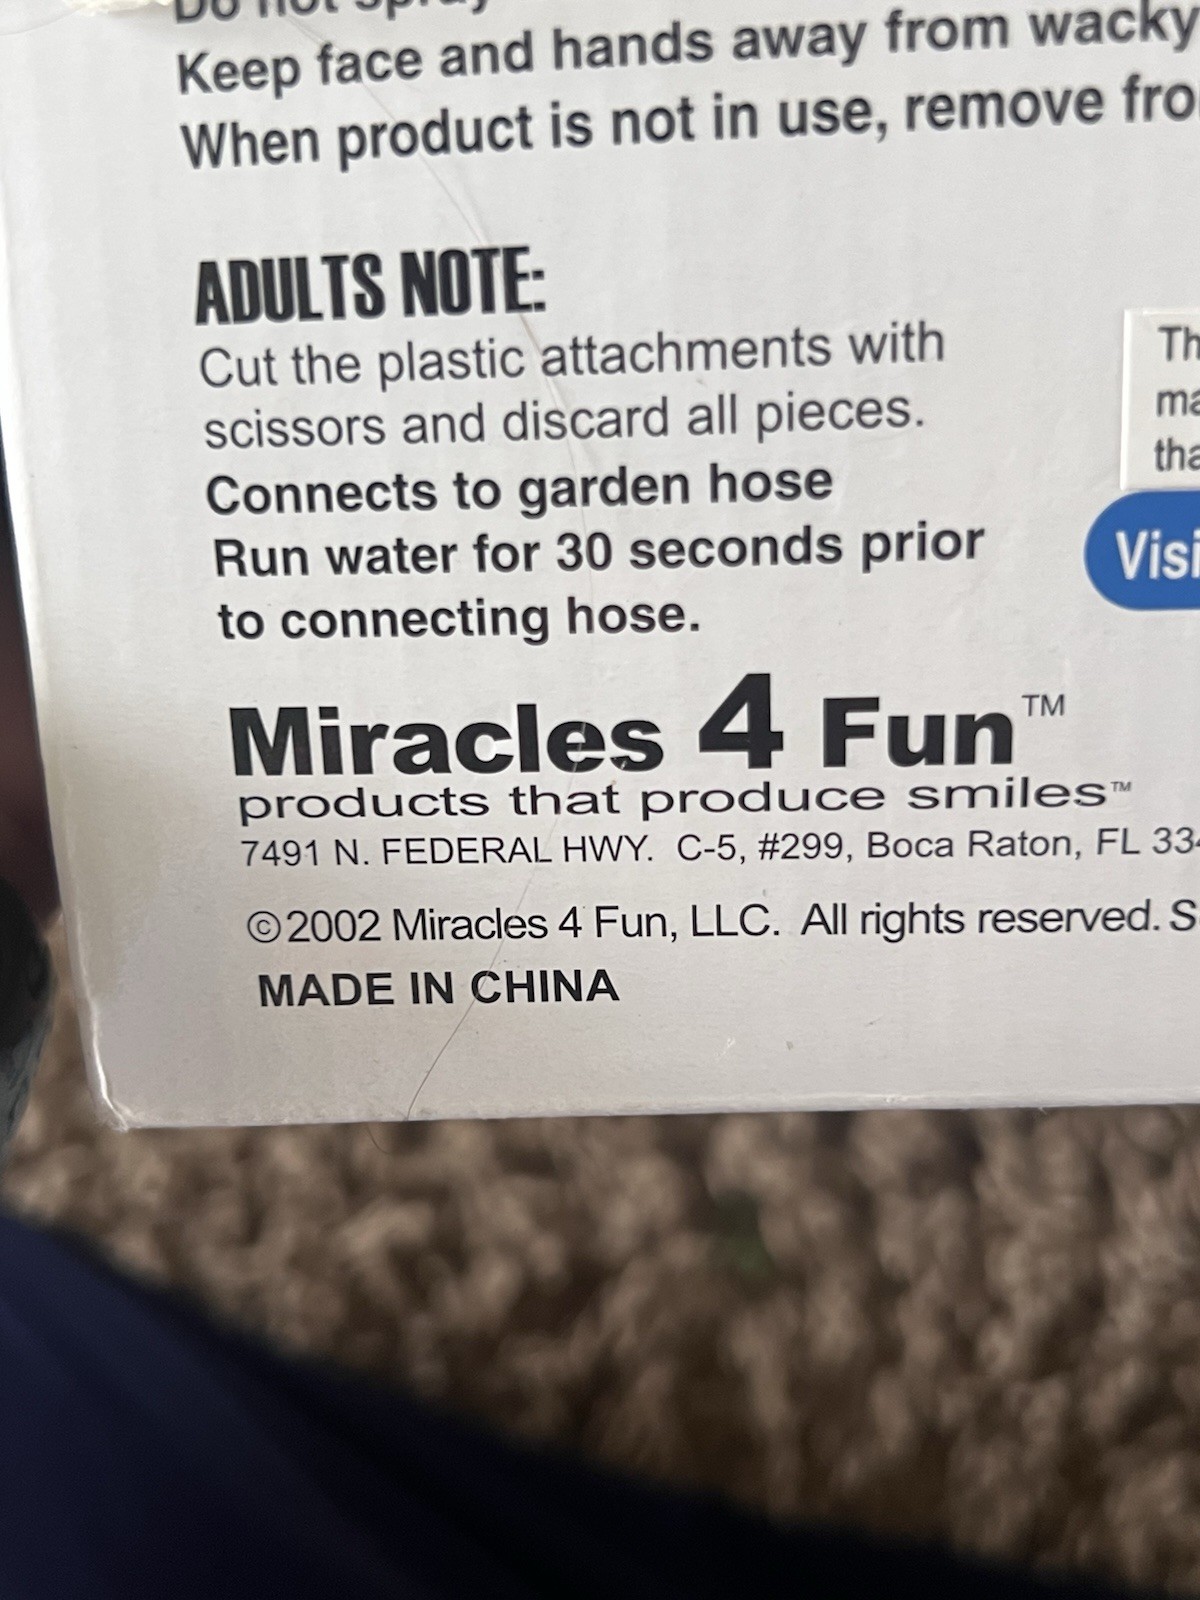 Do not spray
Keep face and hands away from wacky
When product is not in use, remove
ADULTS NOTE:
Cut the plastic attachments with
scissors and discard all pieces.
Connects to garden hose
Run water for 30 seconds prior
to connecting hose.
Miracles 4 Fun™
products that produce smiles™
7491 N. FEDERAL HWY. C-5, #299, Boca Raton, FL
©2002 Miracles 4 Fun, LLC. All rights reserved.
MADE IN CHINA